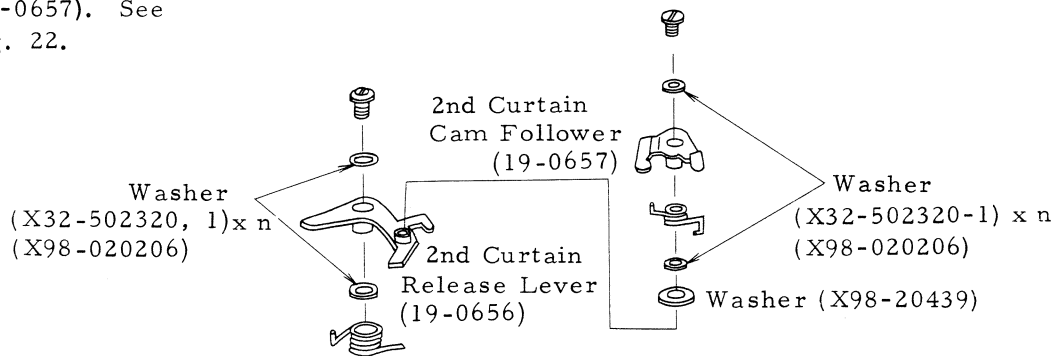 -0657). See
. 22.
2nd Curtain
Cam Follower
(19-0657)
Washer
(X32-502320, 1)x n
(X98-020206)
Washer
(X32-502320-1) x n
(X98-020206)
2nd Curtain
Release Lever
(19-0656)
Washer (X98-20439)